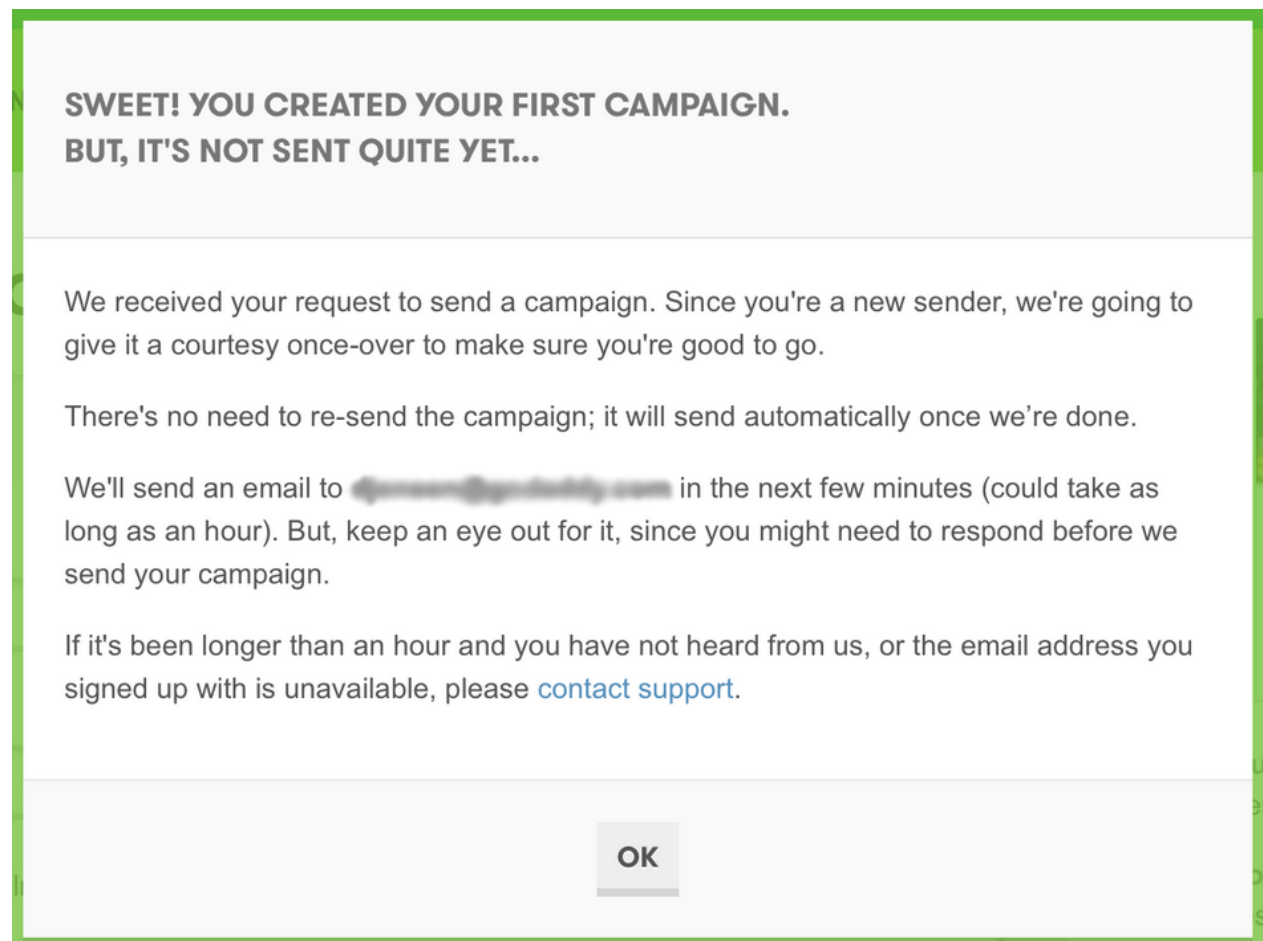 SWEET! YOU CREATED YOUR FIRST CAMPAIGN.
BUT, IT'S NOT SENT QUITE YET...
We received your request to send a campaign. Since you're a new sender, we're going to
give it a courtesy once-over to make sure you're good to go.
There's no need to re-send the campaign; it will send automatically once we’re done.
We'll send an email to in the next few minutes (could take as
long as an hour). But, keep an eye out for it, since you might need to respond before we
send your campaign.
If it's been longer than an hour and you have not heard from us, or the email address you
signed up with is unavailable, please contact support.
OK